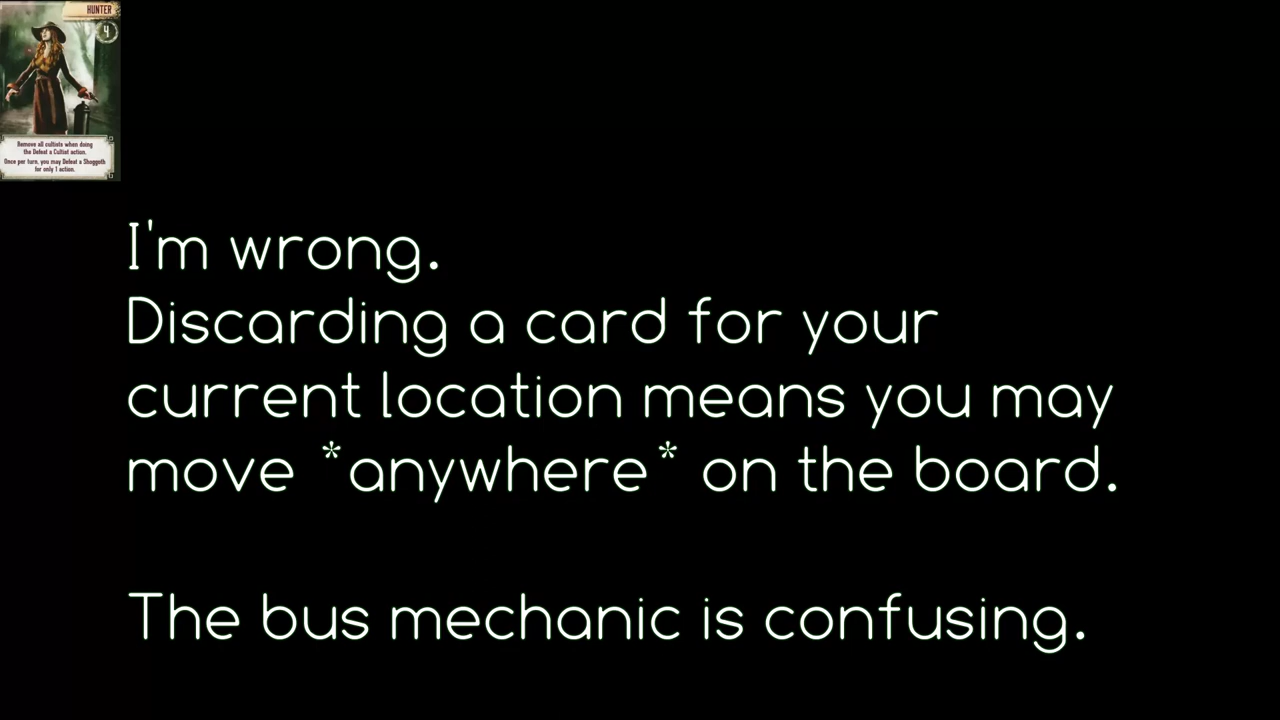 HUNTER
4
Remove all cultists when doing
the Defeat a Cultist action.
Once per turn, you may Defeat a Shoggoth
for only 1 action.
I'm wrong.
Discarding a card for your
current location means you may
move *anywhere* on the board.
The bus mechanic is confusing.